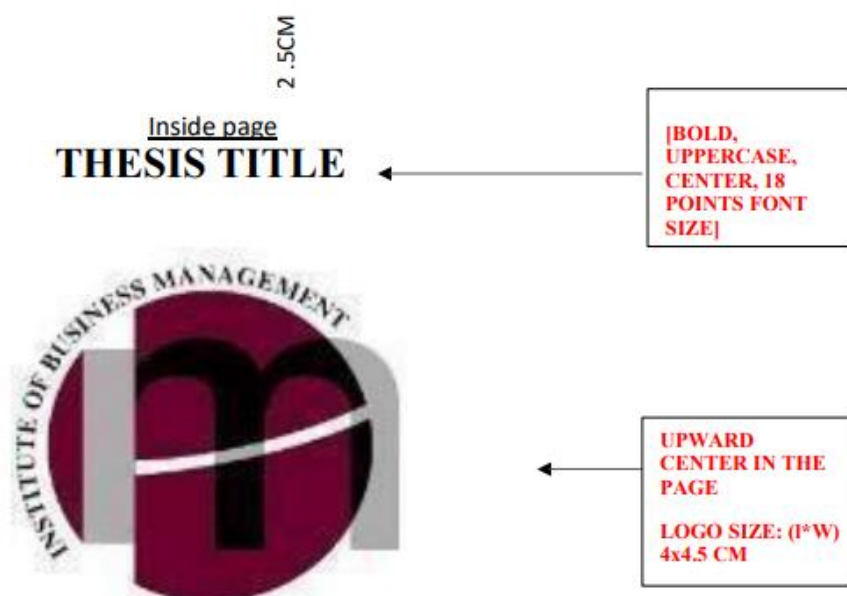 2 .5CM
Inside page
THESIS TITLE
[BOLD,
UPPERCASE,
CENTER, 18
POINTS FONT
SIZE]
INSTITUTE OF BUSINESS MANAGEMENT
m
UPWARD
CENTER IN THE
PAGE
LOGO SIZE: (l*W)
4x4.5 CM